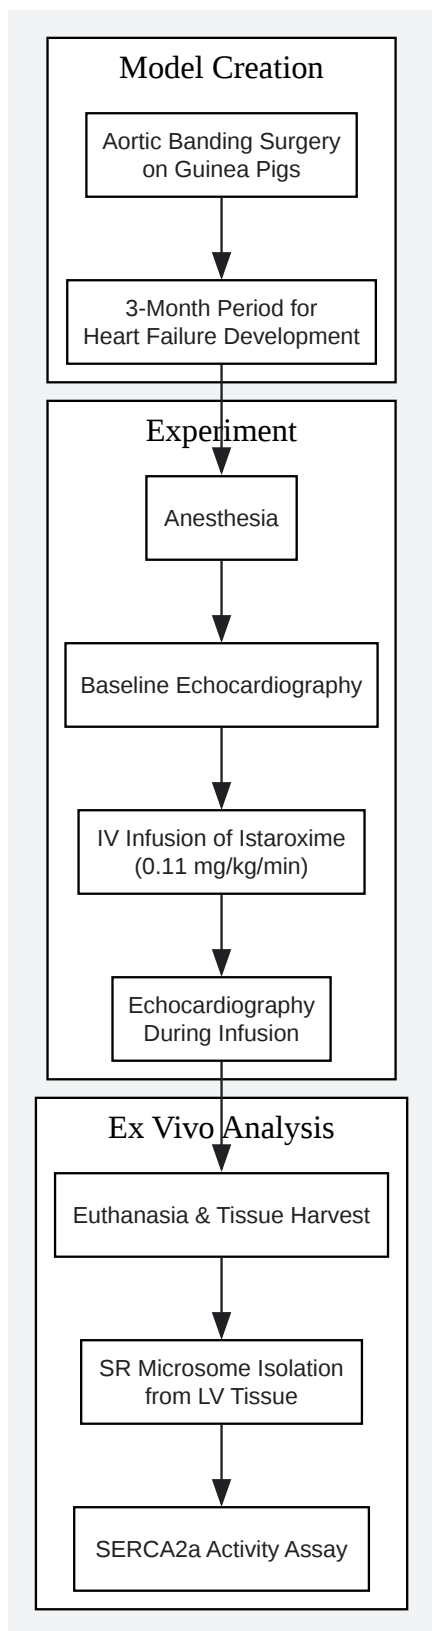 Model Creation
Aortic Banding Surgery
on Guinea Pigs
3-Month Period for
Heart Failure Development
Experiment
Anesthesia
Baseline Echocardiography
IV Infusion of Istaroxime
(0.11 mg/kg/min)
Echocardiography
During Infusion
Ex Vivo Analysis
Euthanasia & Tissue Harvest
SR Microsome Isolation
from LV Tissue
SERCA2a Activity Assay